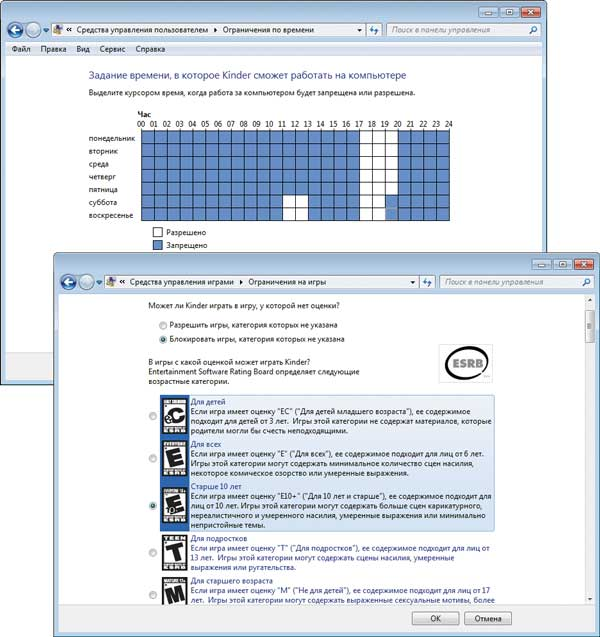 Средства управления пользователем ▸ Ограничения по времени
Поиск в панели управления
Файл Правка Вид Сервис Справка
Задание времени, в которое Kinder сможет работать на компьютере
Выделите курсором время, когда работа за компьютером будет запрещена или разрешена.
Час
00 01 02 03 04 05 06 07 08 09 10 11 12 13 14 15 16 17 18 19 20 21 22 23 24
понедельник
вторник
среда
четверг
пятница
суббота
воскресенье
Разрешено
Запрещено
Средства управления играми ▸ Ограничения на игры
Поиск в панели управления
Может ли Kinder играть в игру, у которой нет оценки?
Разрешить игры, категория которых не указана
Блокировать игры, категория которых не указана
В игры с какой оценкой может играть Kinder?
Entertainment Software Rating Board определяет следующие
возрастные категории.
ESRB
Для детей
Если игра имеет оценку "EC" ("Для детей младшего возраста"), ее содержимое
подходит для детей от 3 лет. Игры этой категории не содержат материалов, которые
родители могли бы счесть неподходящими.
EVERYONE
E
Для всех
Если игра имеет оценку "E" ("Для всех"), ее содержимое подходит для лиц от 6 лет.
Игры этой категории могут содержать минимальное количество сцен насилия,
некоторое комическое озорство или умеренные выражения.
Старше 10 лет
Если игра имеет оценку "E10+" ("Для 10 лет и старше"), ее содержимое подходит для
лиц от 10 лет. Игры этой категории могут содержать больше сцен карикатурного,
нереалистичного и умеренного насилия, умеренные выражения или минимально
непристойные темы.
TEEN
T
Для подростков
Если игра имеет оценку "T" ("Для подростков"), ее содержимое подходит для лиц от
13 лет. Игры этой категории могут содержать сцены насилия, умеренные
выражения или ругательства.
MATURE 17+
M
Для старшего возраста
Если игра имеет оценку "M" ("Не для детей"), ее содержимое подходит для лиц от 17
лет. Игры этой категории могут содержать выраженные сексуальные мотивы, более
ОК Отмена